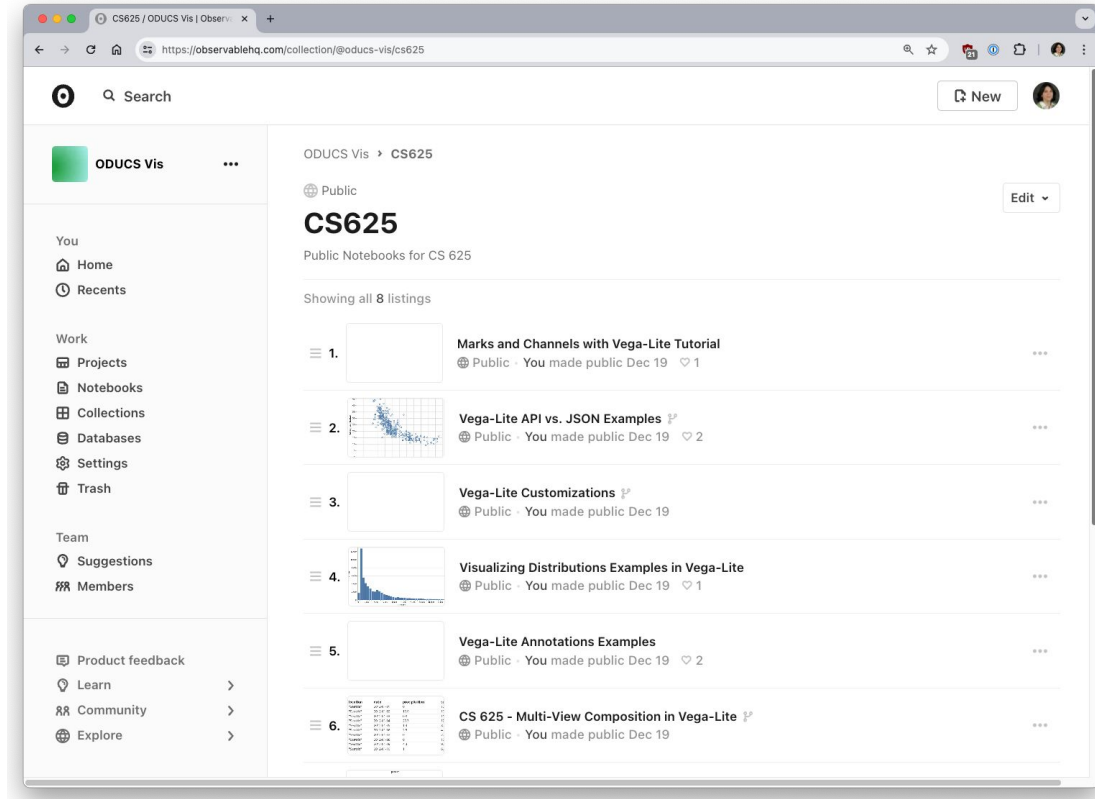 CS625 / ODUCS Vis | Observ
https://observablehq.com/collection/@oducs-vis/cs625
21
Search
New
ODUCS Vis
ODUCS Vis > CS625
Public
Edit
CS625
Public Notebooks for CS 625
You
Home
Recents
Showing all 8 listings
Work
Projects
Notebooks
Collections
Databases
Settings
Trash
Team
Suggestions
Members
Product feedback
Learn
Community
Explore
1.
Marks and Channels with Vega-Lite Tutorial
Public · You made public Dec 19 1
2.
Vega-Lite API vs. JSON Examples
Public · You made public Dec 19 2
3.
Vega-Lite Customizations
Public · You made public Dec 19
4.
Visualizing Distributions Examples in Vega-Lite
Public · You made public Dec 19 1
5.
Vega-Lite Annotations Examples
Public · You made public Dec 19 2
6.
CS 625 - Multi-View Composition in Vega-Lite
Public · You made public Dec 19